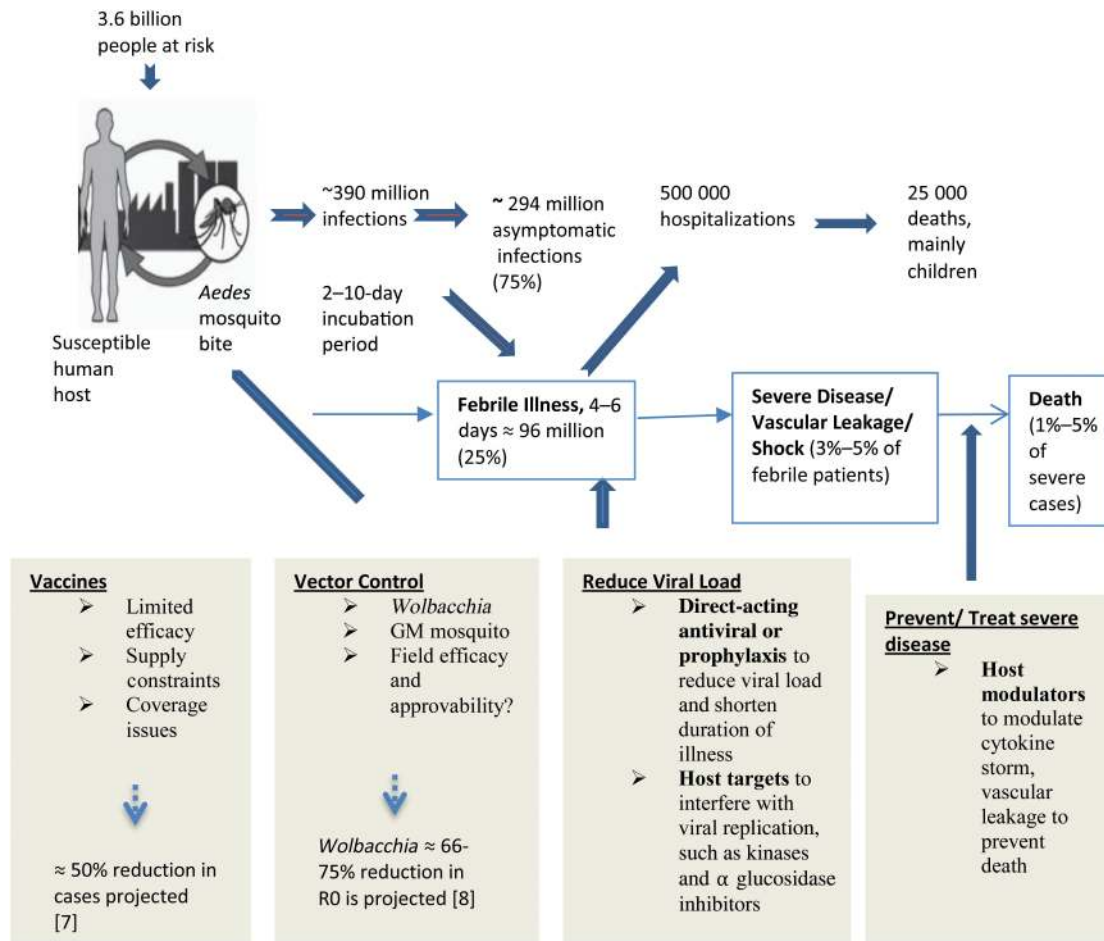 3.6 billion
people at risk
~390 million
infections
~ 294 million
asymptomatic
infections
(75%)
500 000
hospitalizations
25 000
deaths,
mainly
children
Aedes
mosquito
bite
2–10-day
incubation
period
Susceptible
human
host
Febrile Illness, 4–6
days ≈ 96 million
(25%)
Severe Disease/
Vascular Leakage/
Shock (3%–5% of
febrile patients)
Death
(1%–5%
of
severe
cases)
Vaccines
➢ Limited
efficacy
➢ Supply
constraints
➢ Coverage
issues
≈ 50% reduction in
cases projected
[7]
Vector Control
➢ Wolbacchia
➢ GM mosquito
➢ Field efficacy
and
approvability?
Wolbacchia ≈ 66-
75% reduction in
R0 is projected [8]
Reduce Viral Load
➢ Direct-acting
antiviral or
prophylaxis to
reduce viral load
and shorten
duration of
illness
➢ Host targets to
interfere with
viral replication,
such as kinases
and α glucosidase
inhibitors
Prevent/ Treat severe
disease
➢ Host
modulators
to modulate
cytokine
storm,
vascular
leakage to
prevent
death